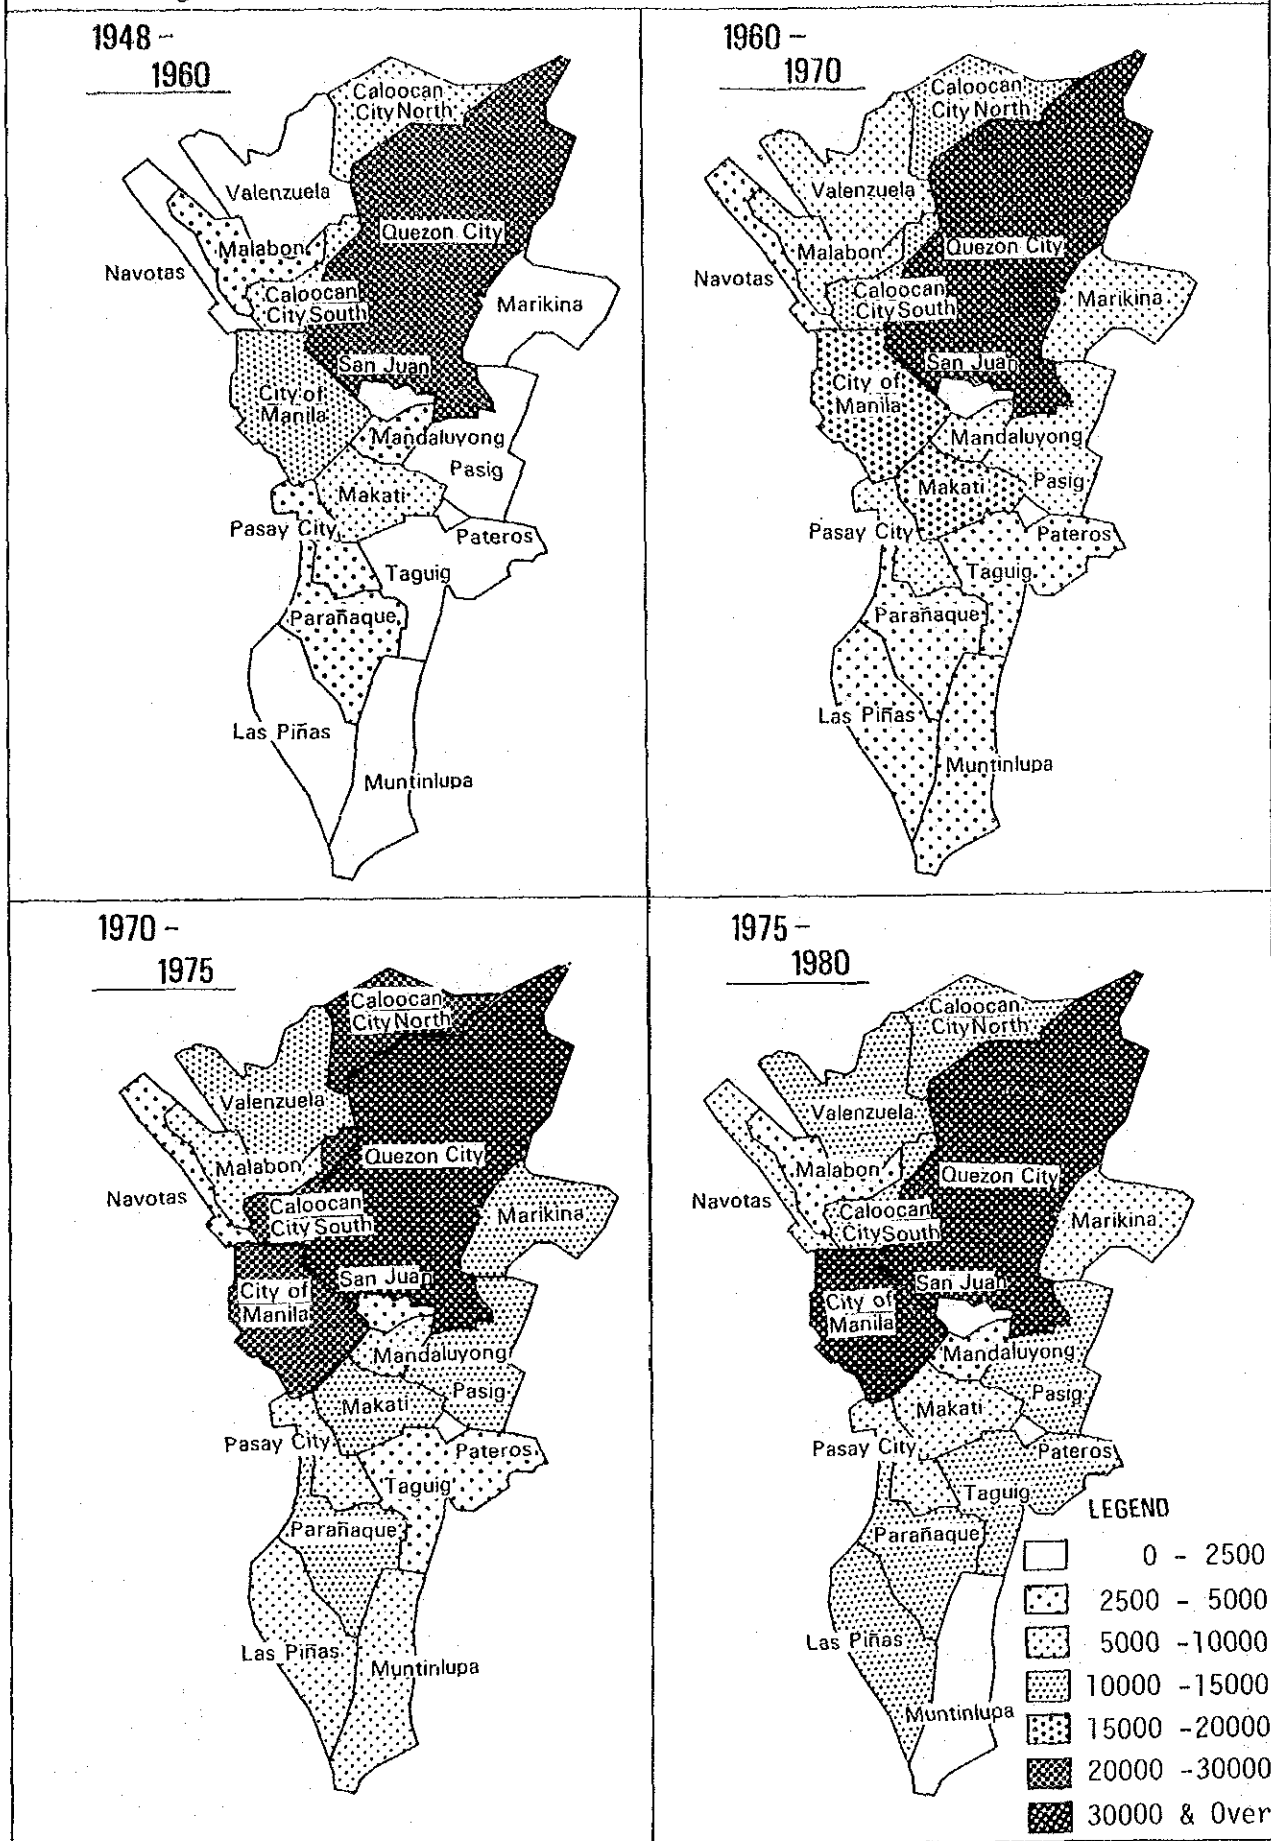 1948 -
1960
Caloocan
City North
Valenzuela
Quezon City
Malabon
Navotas
Caloocan
City South
Marikina
San Juan
City of
Manila
Mandaluyong
Pasig
Makati
Pasay City
Pateros
Taguig
Parañaque
Las Piñas
Muntinlupa
1960 -
1970
Caloocan
City North
Valenzuela
Quezon City
Malabon
Navotas
Caloocan
City South
Marikina
San Juan
City of
Manila
Mandaluyong
Pasig
Makati
Pasay City
Pateros
Taguig
Parañaque
Las Piñas
Muntinlupa
1970 -
1975
Caloocan
City North
Valenzuela
Quezon City
Malabon
Navotas
Caloocan
City South
Marikina
San Juan
City of
Manila
Mandaluyong
Pasig
Makati
Pasay City
Pateros
Taguig
Parañaque
Las Piñas
Muntinlupa
1975 -
1980
Caloocan
City North
Valenzuela
Quezon City
Malabon
Navotas
Caloocan
City South
Marikina
San Juan
City of
Manila
Mandaluyong
Pasig
Makati
Pasay City
Pateros
Taguig
Parañaque
Las Piñas
Muntinlupa
LEGEND
0 - 2500
2500 - 5000
5000 -10000
10000 -15000
15000 -20000
20000 -30000
30000 & Over